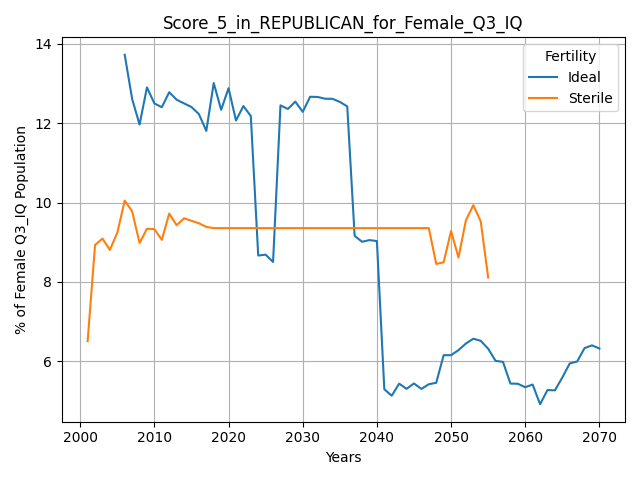 Score_5_in_REPUBLICAN_for_Female_Q3_IQ
Fertility
Ideal
Sterile
% of Female Q3_IQ Population
14
12
10
8
6
2000 2010 2020 2030 2040 2050 2060 2070
Years